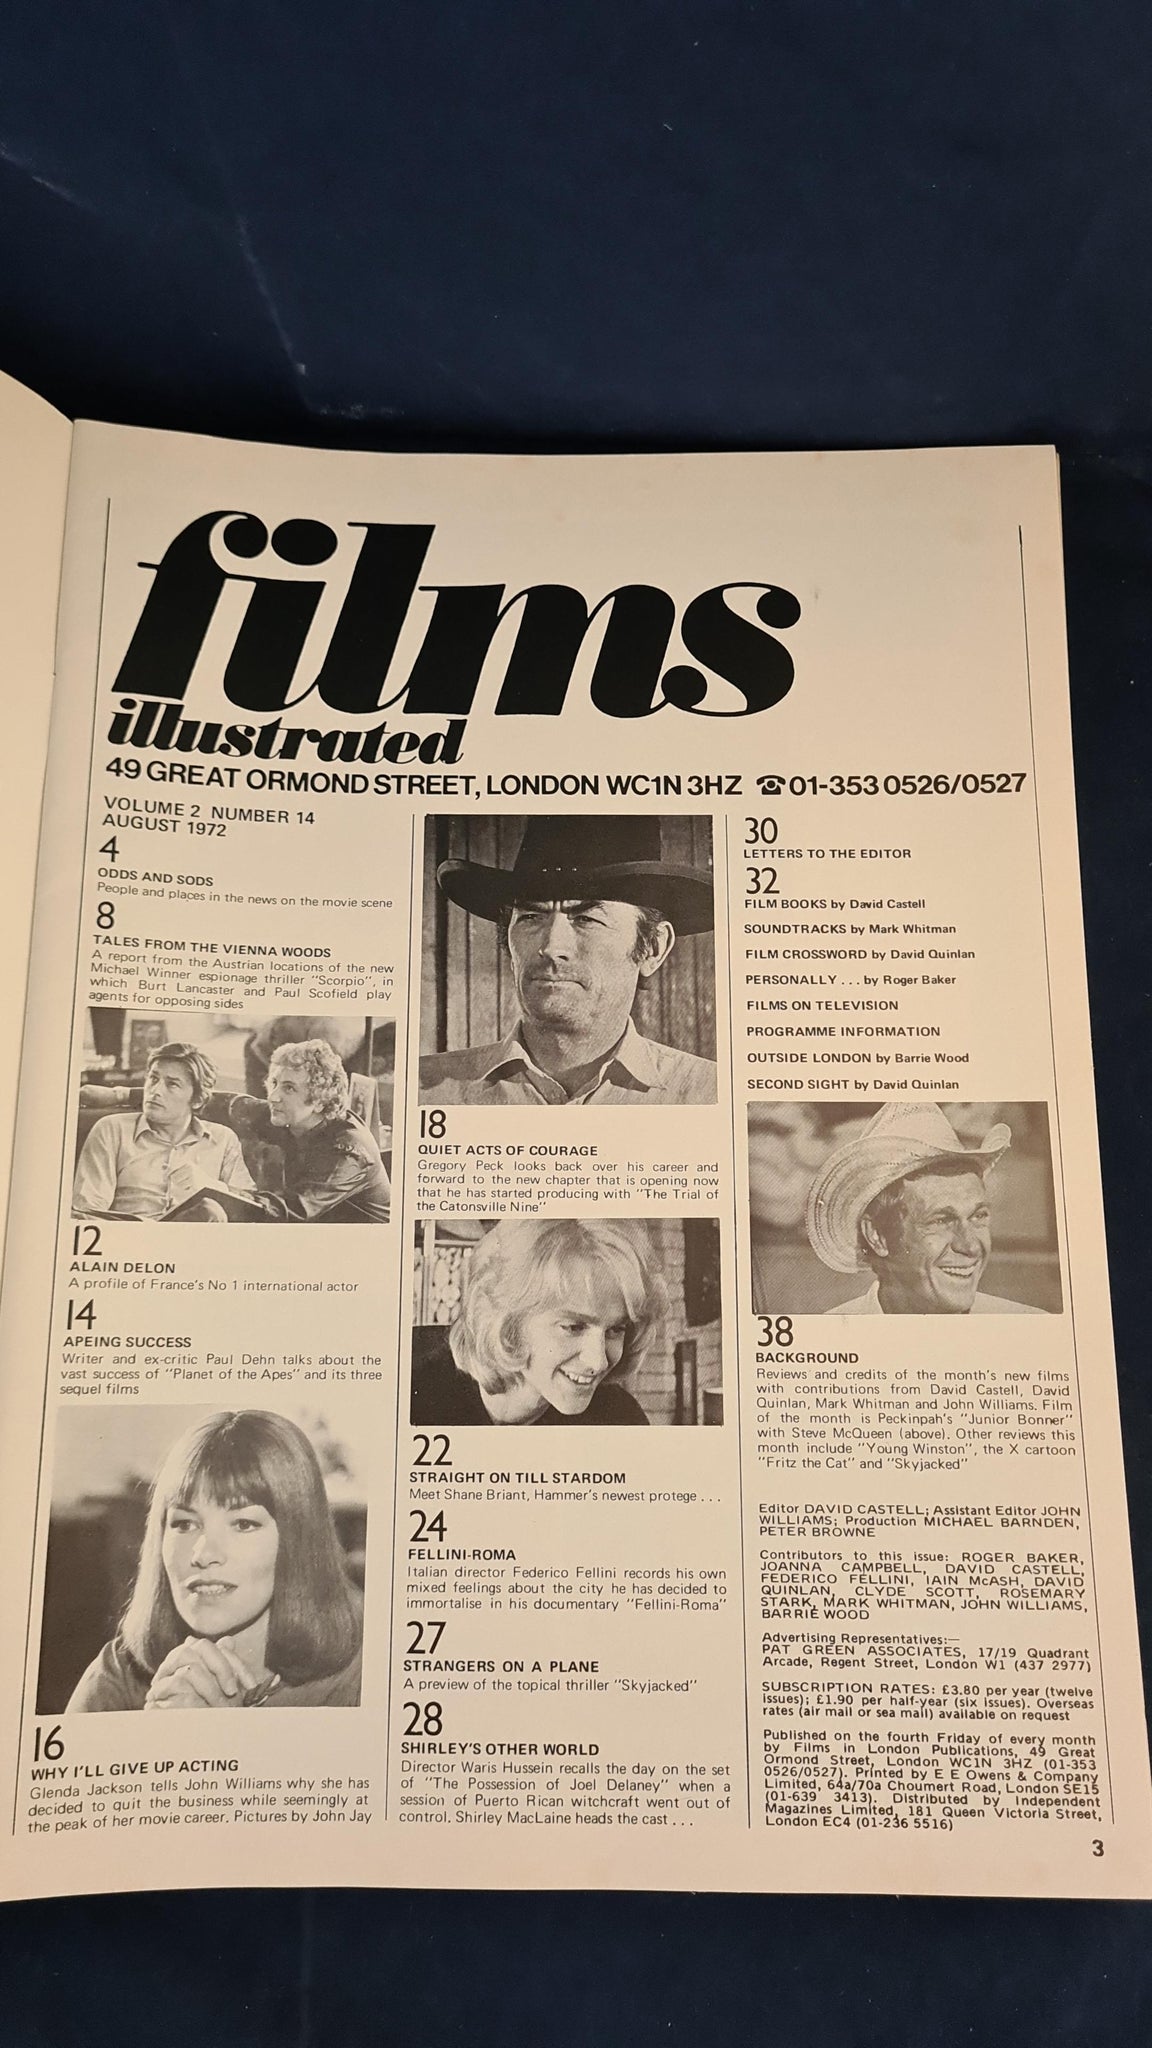 films
illustrated
49 GREAT ORMOND STREET, LONDON WC1N 3HZ ☎ 01-353 0526/0527
VOLUME 2 NUMBER 14
AUGUST 1972
4
ODDS AND SODS
People and places in the news on the movie scene
8
TALES FROM THE VIENNA WOODS
A report from the Austrian locations of the new
Michael Winner espionage thriller "Scorpio", in
which Burt Lancaster and Paul Scofield play
agents for opposing sides
12
ALAIN DELON
A profile of France's No 1 international actor
14
APEING SUCCESS
Writer and ex-critic Paul Dehn talks about the
vast success of "Planet of the Apes" and its three
sequel films
16
WHY I'LL GIVE UP ACTING
Glenda Jackson tells John Williams why she has
decided to quit the business while seemingly at
the peak of her movie career. Pictures by John Jay
18
QUIET ACTS OF COURAGE
Gregory Peck looks back over his career and
forward to the new chapter that is opening now
that he has started producing with "The Trial of
the Catonsville Nine"
22
STRAIGHT ON TILL STARDOM
Meet Shane Briant, Hammer's newest protege . . .
24
FELLINI-ROMA
Italian director Federico Fellini records his own
mixed feelings about the city he has decided to
immortalise in his documentary "Fellini-Roma"
27
STRANGERS ON A PLANE
A preview of the topical thriller "Skyjacked"
28
SHIRLEY'S OTHER WORLD
Director Waris Hussein recalls the day on the set
of "The Possession of Joel Delaney" when a
session of Puerto Rican witchcraft went out of
control. Shirley MacLaine heads the cast . . .
30
LETTERS TO THE EDITOR
32
FILM BOOKS by David Castell
SOUNDTRACKS by Mark Whitman
FILM CROSSWORD by David Quinlan
PERSONALLY . . . by Roger Baker
FILMS ON TELEVISION
PROGRAMME INFORMATION
OUTSIDE LONDON by Barrie Wood
SECOND SIGHT by David Quinlan
38
BACKGROUND
Reviews and credits of the month's new films
with contributions from David Castell, David
Quinlan, Mark Whitman and John Williams. Film
of the month is Peckinpah's "Junior Bonner"
with Steve McQueen (above). Other reviews this
month include "Young Winston", the X cartoon
"Fritz the Cat" and "Skyjacked"
Editor DAVID CASTELL; Assistant Editor JOHN
WILLIAMS; Production MICHAEL BARNDEN,
PETER BROWNE
Contributors to this issue: ROGER BAKER,
JOANNA CAMPBELL, DAVID CASTELL,
FEDERICO FELLINI, IAIN McASH, DAVID
QUINLAN, CLYDE SCOTT, ROSEMARY
STARK, MARK WHITMAN, JOHN WILLIAMS,
BARRIE WOOD
Advertising Representatives:—
PAT GREEN ASSOCIATES, 17/19 Quadrant
Arcade, Regent Street, London W1 (437 2977)
SUBSCRIPTION RATES: £3.80 per year (twelve
issues); £1.90 per half-year (six issues). Overseas
rates (air mail or sea mail) available on request
Published on the fourth Friday of every month
by Films in London Publications, 49 Great
Ormond Street, London WC1N 3HZ (01-353
0526/0527). Printed by E E Owens & Company
Limited, 64a/70a Choumert Road, London SE15
(01-639 3413). Distributed by Independent
Magazines Limited, 181 Queen Victoria Street,
London EC4 (01-236 5516)
3